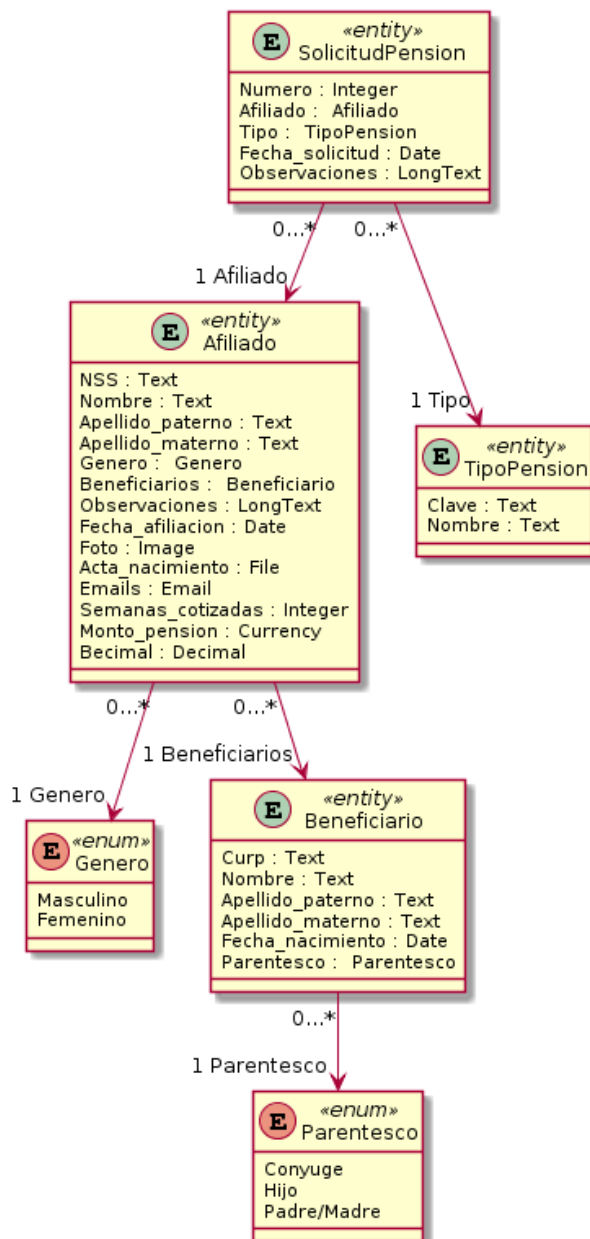 E «entity»
SolicitudPension
Numero : Integer
Afiliado :  Afiliado
Tipo :  TipoPension
Fecha_solicitud : Date
Observaciones : LongText
0...* 0...*
1 Afiliado
E «entity»
Afiliado
NSS : Text
Nombre : Text
Apellido_paterno : Text
Apellido_materno : Text
Genero :  Genero
Beneficiarios :  Beneficiario
Observaciones : LongText
Fecha_afiliacion : Date
Foto : Image
Acta_nacimiento : File
Emails : Email
Semanas_cotizadas : Integer
Monto_pension : Currency
Becimal : Decimal
1 Tipo
E «entity»
TipoPension
Clave : Text
Nombre : Text
0...* 0...*
1 Beneficiarios
1 Genero
E «enum»
Genero
Masculino
Femenino
E «entity»
Beneficiario
Curp : Text
Nombre : Text
Apellido_paterno : Text
Apellido_materno : Text
Fecha_nacimiento : Date
Parentesco :  Parentesco
0...*
1 Parentesco
E «enum»
Parentesco
Conyuge
Hijo
Padre/Madre